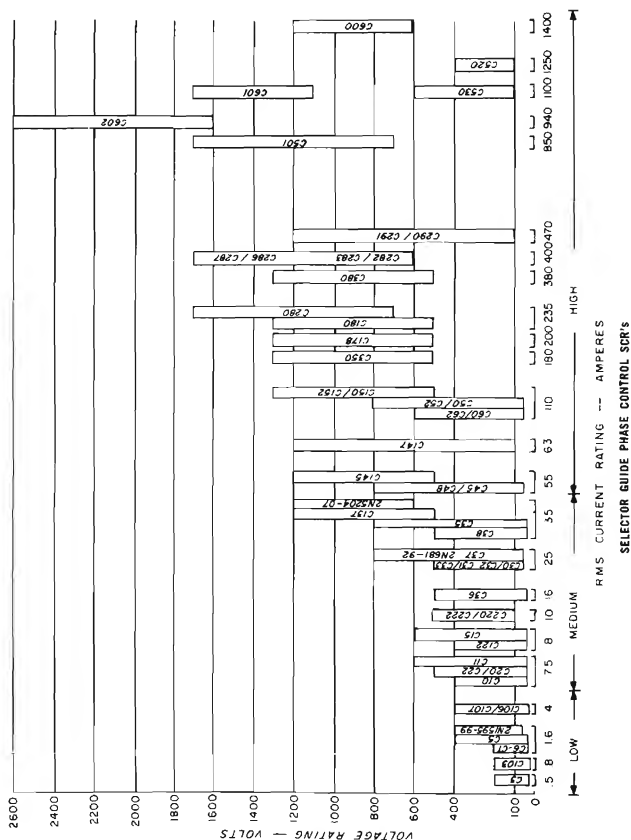 2600
2400
2200
2000
1800
1600
1400
1200
1000
800
600
400
200
0
VOLTAGE RATING — VOLTS
C3
C103
C6-C7
C5
2N1595-99
C106/C107
C10
C20/C22
C11
C122
C15
C220/C222
C36
C30/C32 C31/C33
C37 2N681-92
C38
C35
C137
2N5204-07
C45/C48
C145
C147
C60/C62
C50/C52
C150/C152
C350
C178
C180
C280
C380
C282/C283 C286/C287
C290/C291
C501
C602
C601
C530
C520
C600
.5 .8 1.6 4 7.5 8 10 16 25 35 55 63 110 180 200 235 380 400 470 850 940 1100 1250 1400
LOW MEDIUM HIGH
RMS CURRENT RATING -- AMPERES
SELECTOR GUIDE PHASE CONTROL SCR's